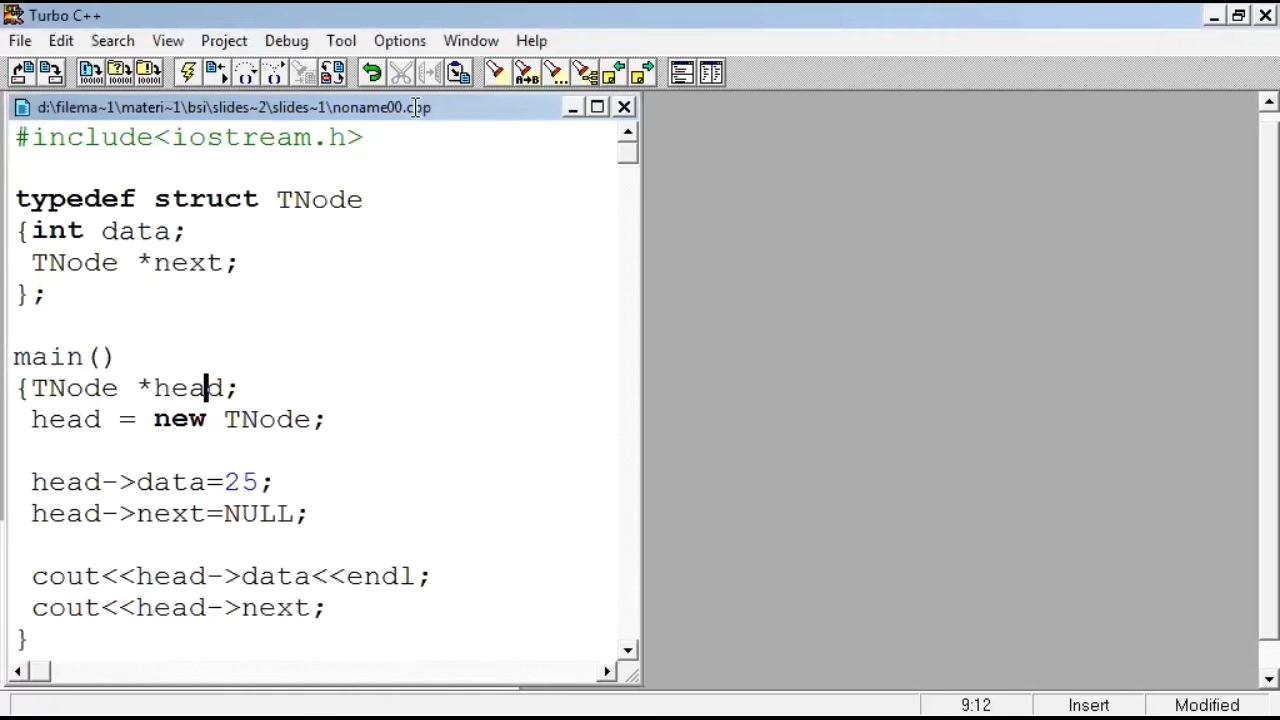 Turbo C++
File Edit Search View Project Debug Tool Options Window Help
d:\filema~1\materi~1\bsi\slides~2\slides~1\noname00.cpp
#include<iostream.h>
typedef struct TNode
{int data;
TNode *next;
};
main()
{TNode *head;
head = new TNode;
head->data=25;
head->next=NULL;
cout<<head->data<<endl;
cout<<head->next;
}
9:12 Insert Modified